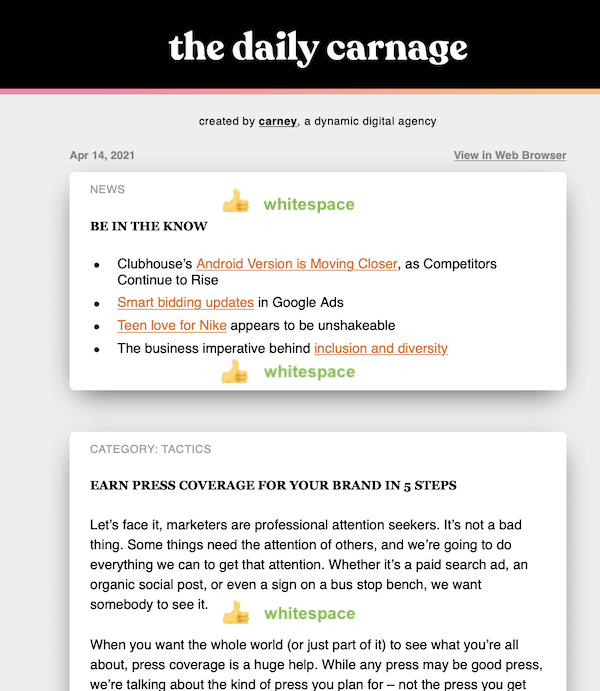 the daily carnage
created by carney, a dynamic digital agency
Apr 14, 2021 View in Web Browser
NEWS
whitespace
BE IN THE KNOW
• Clubhouse’s Android Version is Moving Closer, as Competitors
Continue to Rise
• Smart bidding updates in Google Ads
• Teen love for Nike appears to be unshakeable
• The business imperative behind inclusion and diversity
whitespace
CATEGORY: TACTICS
EARN PRESS COVERAGE FOR YOUR BRAND IN 5 STEPS
Let’s face it, marketers are professional attention seekers. It’s not a bad
thing. Some things need the attention of others, and we’re going to do
everything we can to get that attention. Whether it’s a paid search ad, an
organic social post, or even a sign on a bus stop bench, we want
somebody to see it.
whitespace
When you want the whole world (or just part of it) to see what you’re all
about, press coverage is a huge help. While any press may be good press,
we’re talking about the kind of press you plan for – not the press you get